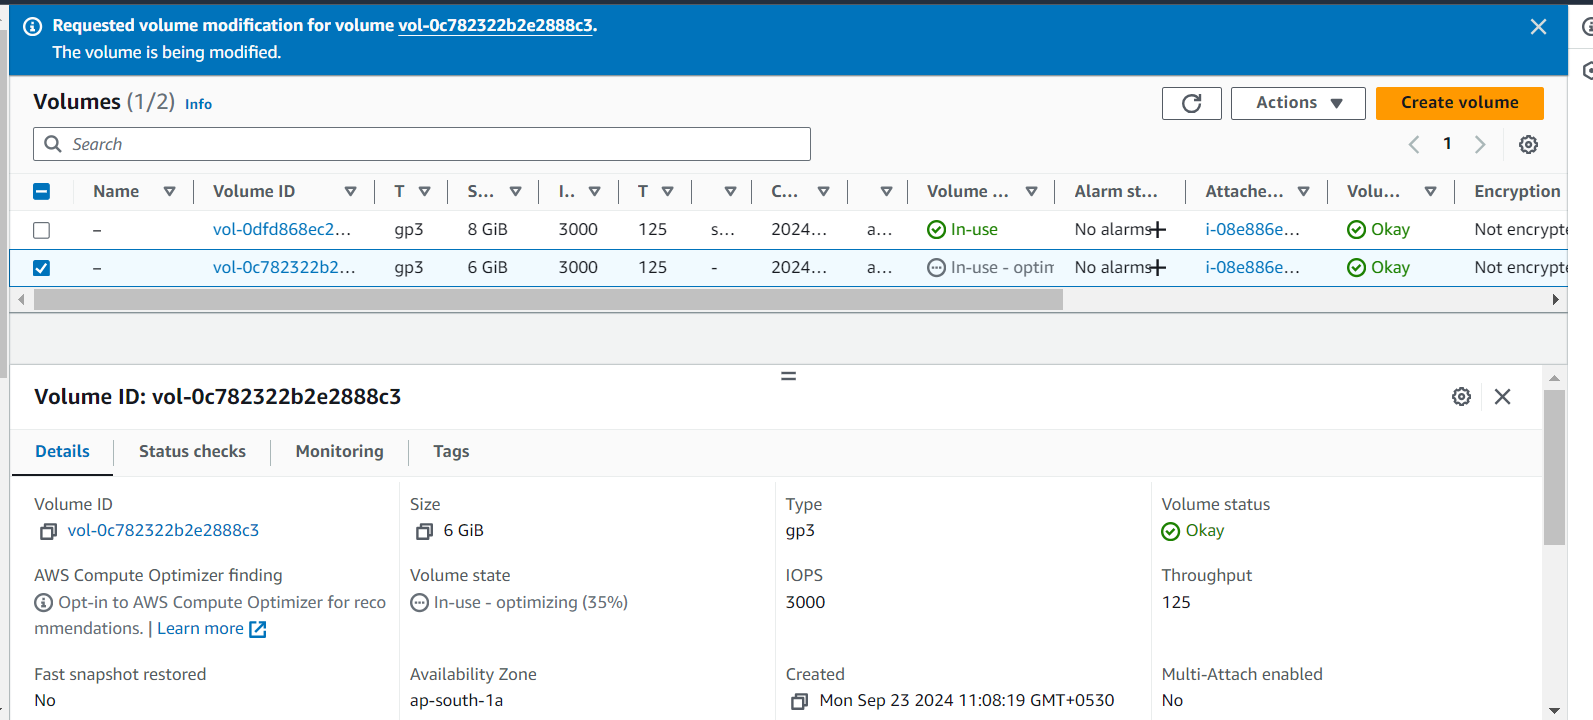 Requested volume modification for volume vol-0c782322b2e2888c3.
The volume is being modified.
Volumes (1/2) Info
Actions
Create volume
Search
1
Name Volume ID T S... I.. T C... Volume ... Alarm st... Attache... Volu... Encryption
– vol-0dfd868ec2... gp3 8 GiB 3000 125 s... 2024... a... In-use No alarms + i-08e886e... Okay Not encrypte
– vol-0c782322b2... gp3 6 GiB 3000 125 - 2024... a... In-use - optim No alarms + i-08e886e... Okay Not encrypte
Volume ID: vol-0c782322b2e2888c3
Details Status checks Monitoring Tags
Volume ID Size Type Volume status
vol-0c782322b2e2888c3 6 GiB gp3 Okay
AWS Compute Optimizer finding Volume state IOPS Throughput
Opt-in to AWS Compute Optimizer for reco In-use - optimizing (35%) 3000 125
mmendations. | Learn more
Fast snapshot restored Availability Zone Created Multi-Attach enabled
No ap-south-1a Mon Sep 23 2024 11:08:19 GMT+0530 No